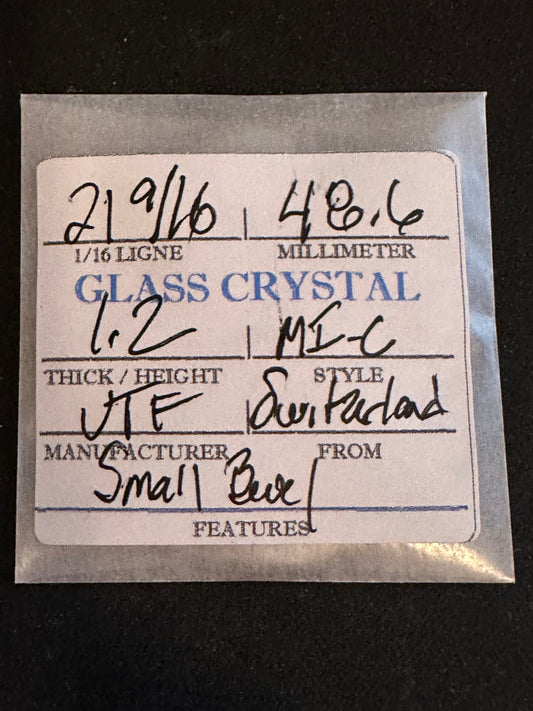 21 9/16 48.6
1/16 LIGNE MILLIMETER
GLASS CRYSTAL
1.2 MI-C
THICK / HEIGHT STYLE
VTF Switzerland
MANUFACTURER FROM
Small Bevel
FEATURES